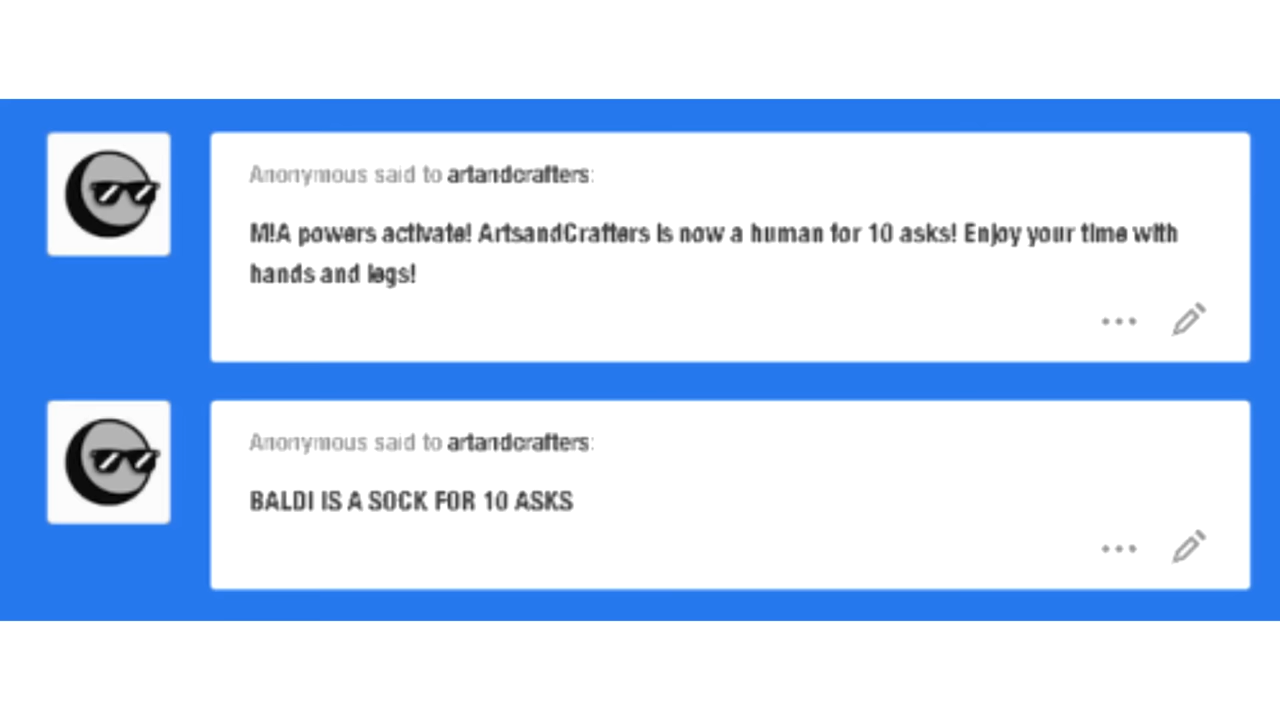 Anonymous said to artandcrafters:
M!A powers activate! ArtsandCrafters is now a human for 10 asks! Enjoy your time with
hands and legs!
Anonymous said to artandcrafters:
BALDI IS A SOCK FOR 10 ASKS